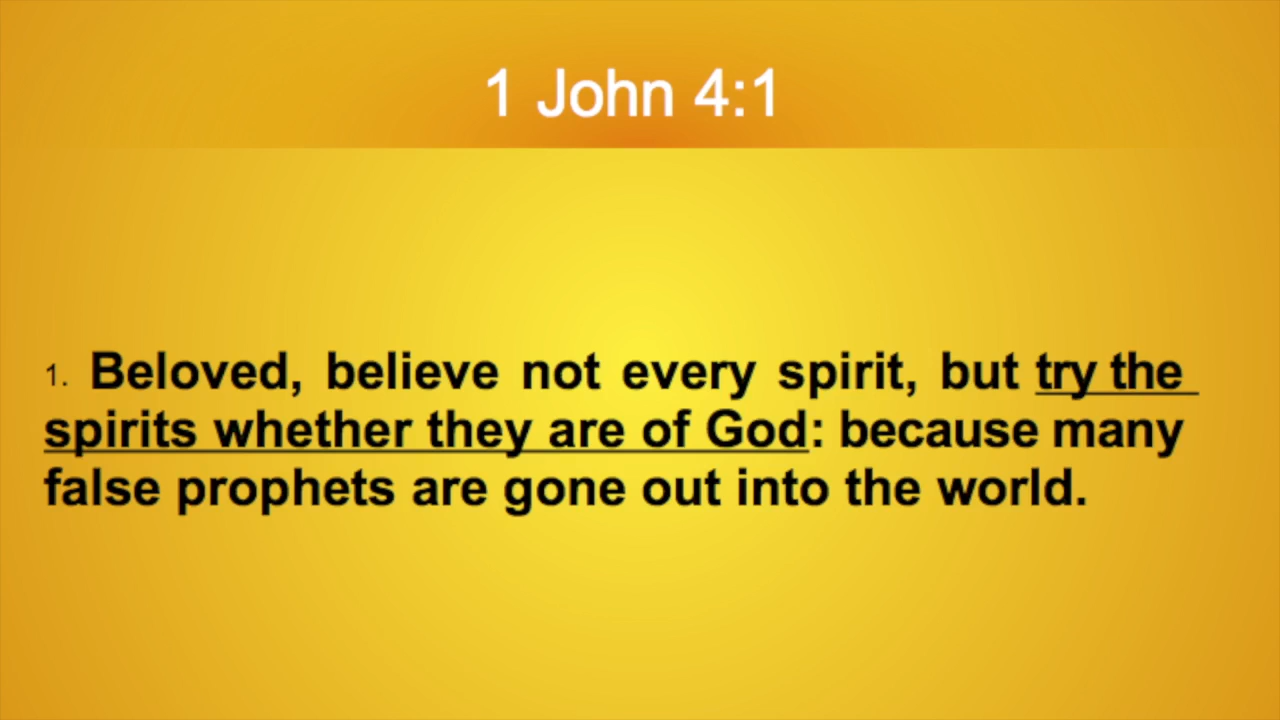 1 John 4:1
1. Beloved, believe not every spirit, but try the
spirits whether they are of God: because many
false prophets are gone out into the world.